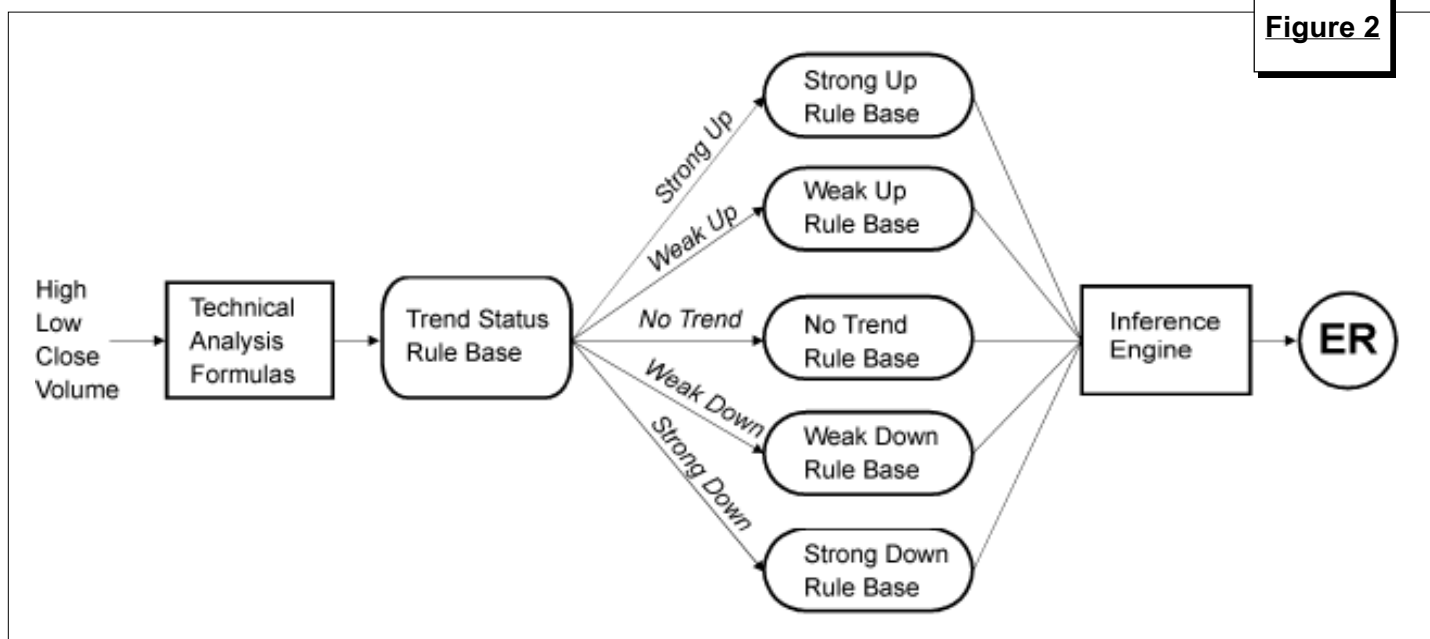 Figure 2
High
Low
Close
Volume
Technical
Analysis
Formulas
Trend Status
Rule Base
Strong Up
Weak Up
No Trend
Weak Down
Strong Down
Strong Up
Rule Base
Weak Up
Rule Base
No Trend
Rule Base
Weak Down
Rule Base
Strong Down
Rule Base
Inference
Engine
ER